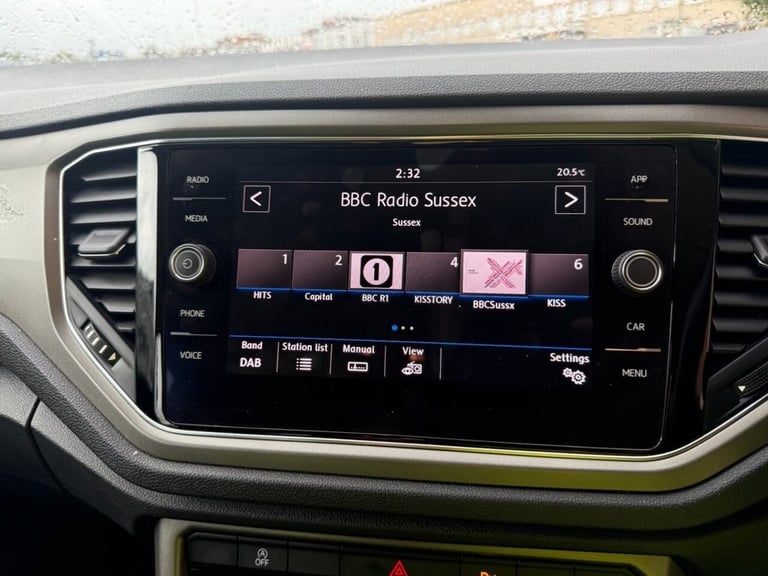 RADIO
2:32
20.5°C
APP
MEDIA
BBC Radio Sussex
SOUND
Sussex
1
2
1
4
6
HITS
Capital
BBC R1
KISSTORY
BBCSussx
KISS
PHONE
CAR
VOICE
Band
Station list
Manual
View
Settings
DAB
MENU
A
OFF